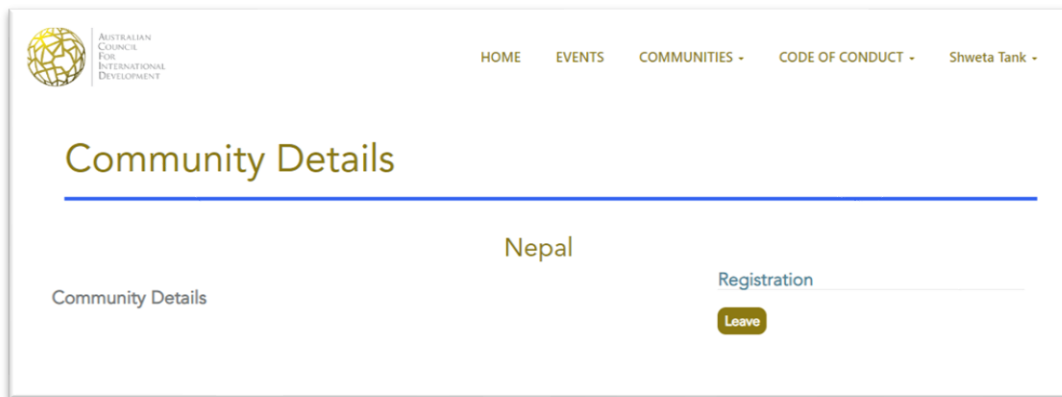 AUSTRALIAN
COUNCIL
FOR
INTERNATIONAL
DEVELOPMENT
HOME EVENTS COMMUNITIES CODE OF CONDUCT Shweta Tank
Community Details
Nepal
Community Details
Registration
Leave